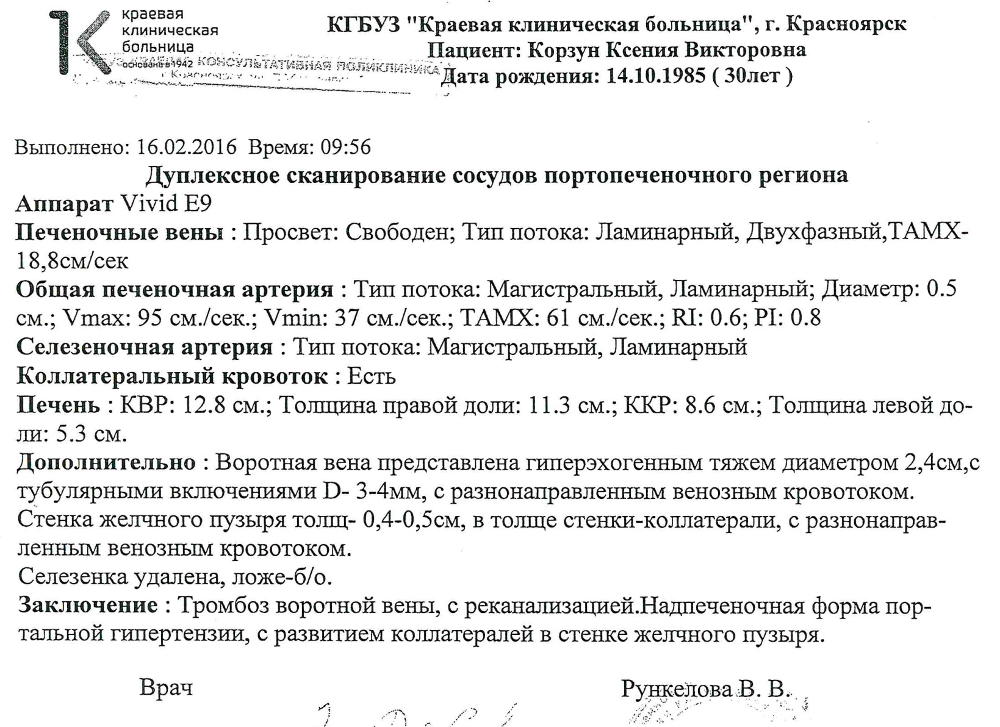 краевая
клиническая
больница
основана в 1942
КОНСУЛЬТАТИВНАЯ ПОЛИКЛИНИКА
КГБУЗ "Краевая клиническая больница", г. Красноярск
Пациент: Корзун Ксения Викторовна
Дата рождения: 14.10.1985 ( 30лет )
Выполнено: 16.02.2016 Время: 09:56
Дуплексное сканирование сосудов портопеченочного региона
Аппарат Vivid E9
Печеночные вены : Просвет: Свободен; Тип потока: Ламинарный, Двухфазный,ТАМХ-
18,8см/сек
Общая печеночная артерия : Тип потока: Магистральный, Ламинарный; Диаметр: 0.5
см.; Vmax: 95 см./сек.; Vmin: 37 см./сек.; TAMX: 61 см./сек.; RI: 0.6; PI: 0.8
Селезеночная артерия : Тип потока: Магистральный, Ламинарный
Коллатеральный кровоток : Есть
Печень : КВР: 12.8 см.; Толщина правой доли: 11.3 см.; ККР: 8.6 см.; Толщина левой до-
ли: 5.3 см.
Дополнительно : Воротная вена представлена гиперэхогенным тяжем диаметром 2,4см,с
тубулярными включениями D- 3-4мм, с разнонаправленным венозным кровотоком.
Стенка желчного пузыря толщ- 0,4-0,5см, в толще стенки-коллатерали, с разнонаправ-
ленным венозным кровотоком.
Селезенка удалена, ложе-б/о.
Заключение : Тромбоз воротной вены, с реканализацией.Надпеченочная форма пор-
тальной гипертензии, с развитием коллатералей в стенке желчного пузыря.
Врач
Рункелова В. В.